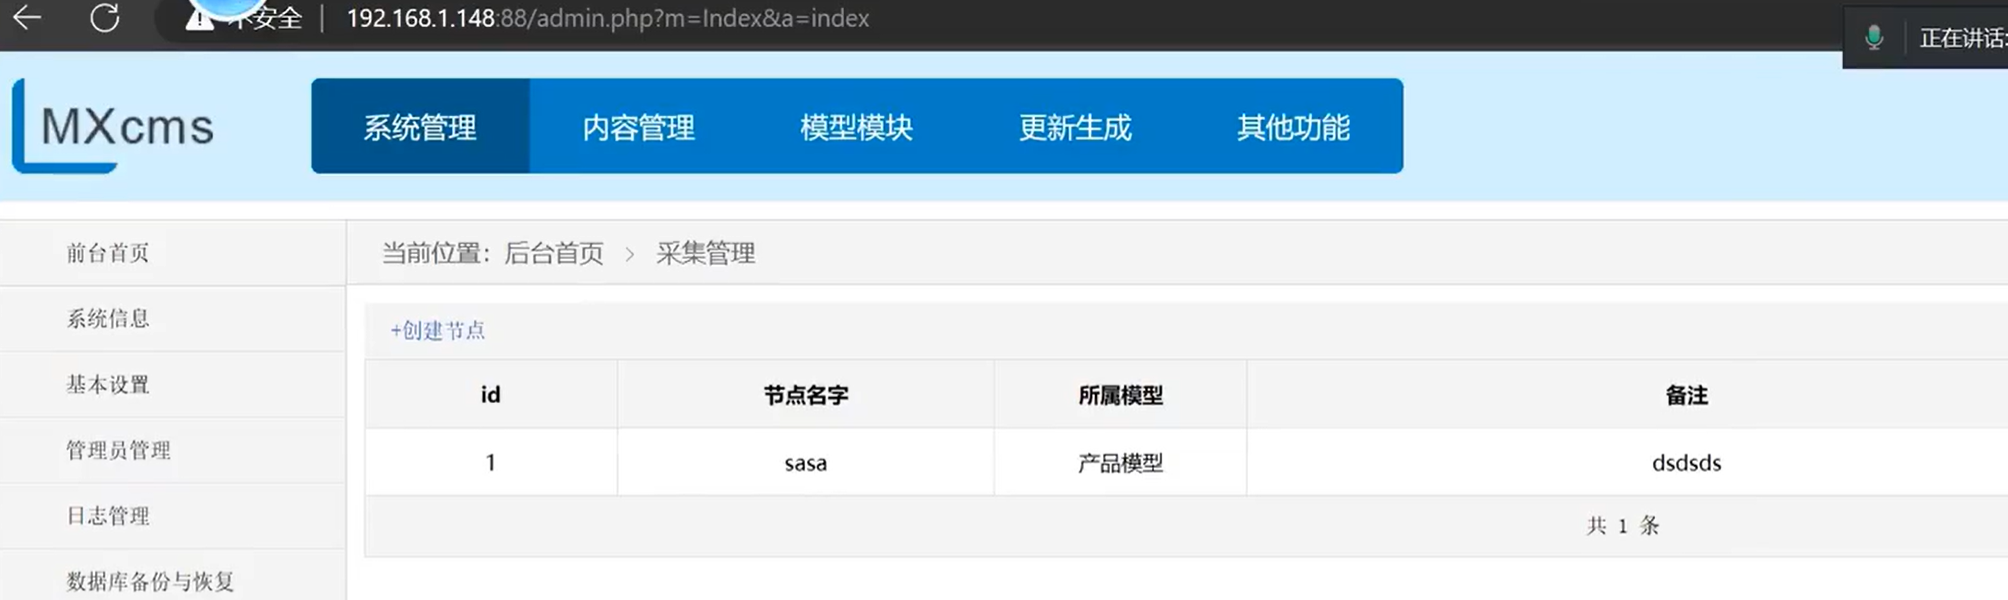 不安全 | 192.168.1.148:88/admin.php?m=Index&a=index
正在讲话:
MXcms
系统管理 内容管理 模型模块 更新生成 其他功能
前台首页
系统信息
基本设置
管理员管理
日志管理
数据库备份与恢复
当前位置：后台首页 > 采集管理
+创建节点
id 节点名字 所属模型 备注
1 sasa 产品模型 dsdsds
共 1 条